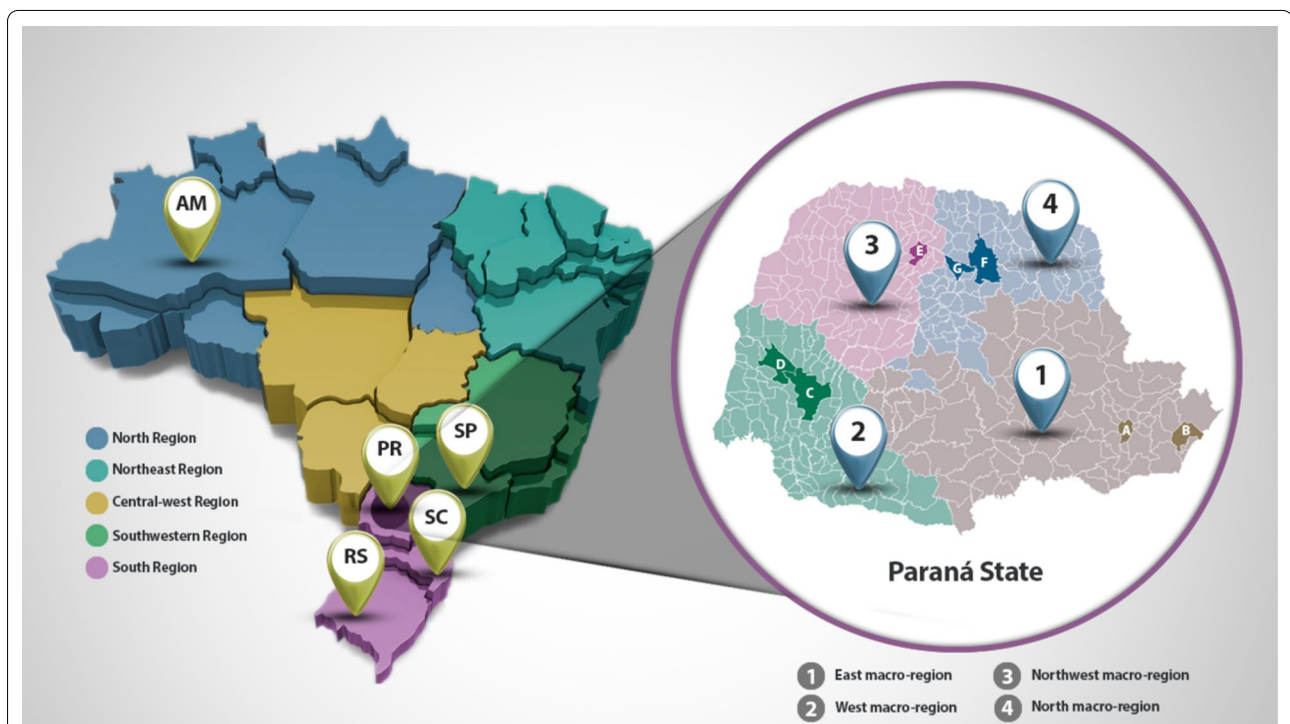 AM
PR
SP
SC
RS
North Region
Northeast Region
Central-west Region
Southwestern Region
South Region
3
4
E
G
F
D
C
1
2
A
B
Paraná State
1 East macro-region
2 West macro-region
3 Northwest macro-region
4 North macro-region